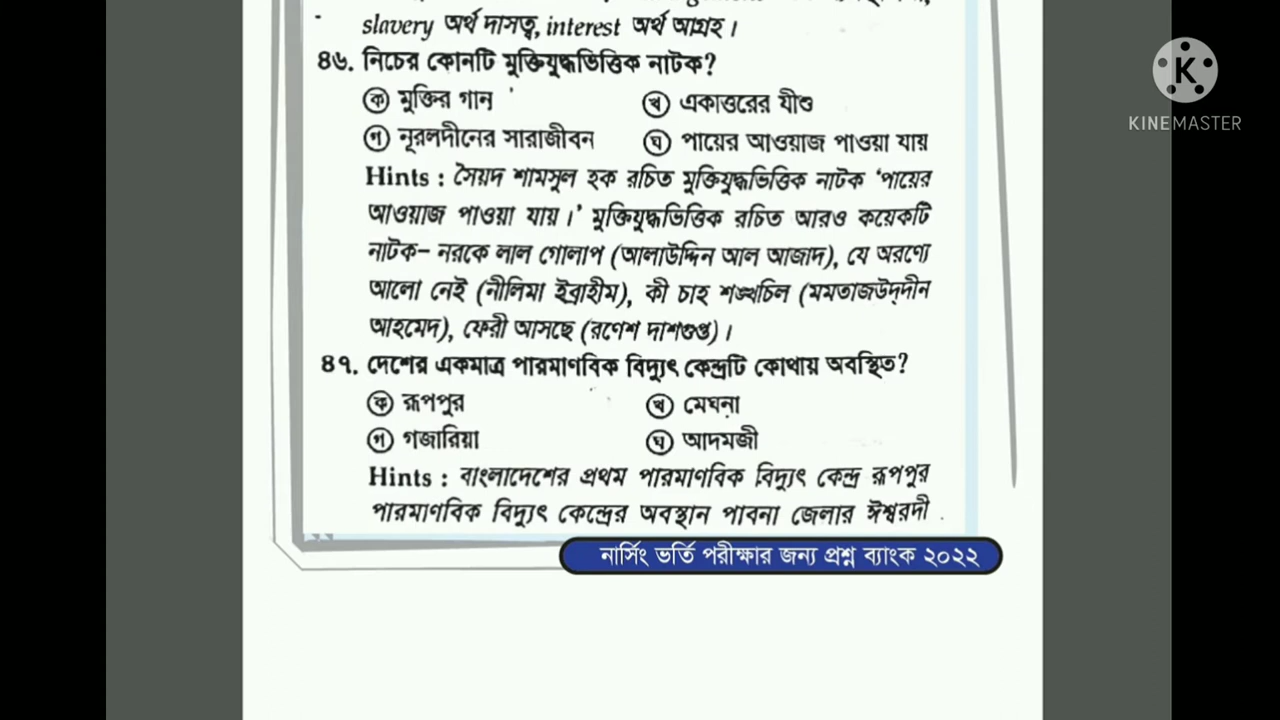 slavery অর্থ দাসত্ব, interest অর্থ আগ্রহ।
৪৬. নিচের কোনটি মুক্তিযুদ্ধভিত্তিক নাটক?
ক মুক্তির গান খ একাত্তরের যীশু
গ নূরলদীনের সারাজীবন ঘ পায়ের আওয়াজ পাওয়া যায়
Hints : সৈয়দ শামসুল হক রচিত মুক্তিযুদ্ধভিত্তিক নাটক ‘পায়ের
আওয়াজ পাওয়া যায়।’ মুক্তিযুদ্ধভিত্তিক রচিত আরও কয়েকটি
নাটক– নরকে লাল গোলাপ (আলাউদ্দিন আল আজাদ), যে অরণ্যে
আলো নেই (নীলিমা ইব্রাহীম), কী চাহ শঙ্খচিল (মমতাজউদ্‌দীন
আহমেদ), ফেরী আসছে (রণেশ দাশগুপ্ত)।
৪৭. দেশের একমাত্র পারমাণবিক বিদ্যুৎ কেন্দ্রটি কোথায় অবস্থিত?
ক রূপপুর খ মেঘনা
গ গজারিয়া ঘ আদমজী
Hints : বাংলাদেশের প্রথম পারমাণবিক বিদ্যুৎ কেন্দ্র রূপপুর
পারমাণবিক বিদ্যুৎ কেন্দ্রের অবস্থান পাবনা জেলার ঈশ্বরদী
নার্সিং ভর্তি পরীক্ষার জন্য প্রশ্ন ব্যাংক ২০২২
K
KINEMASTER